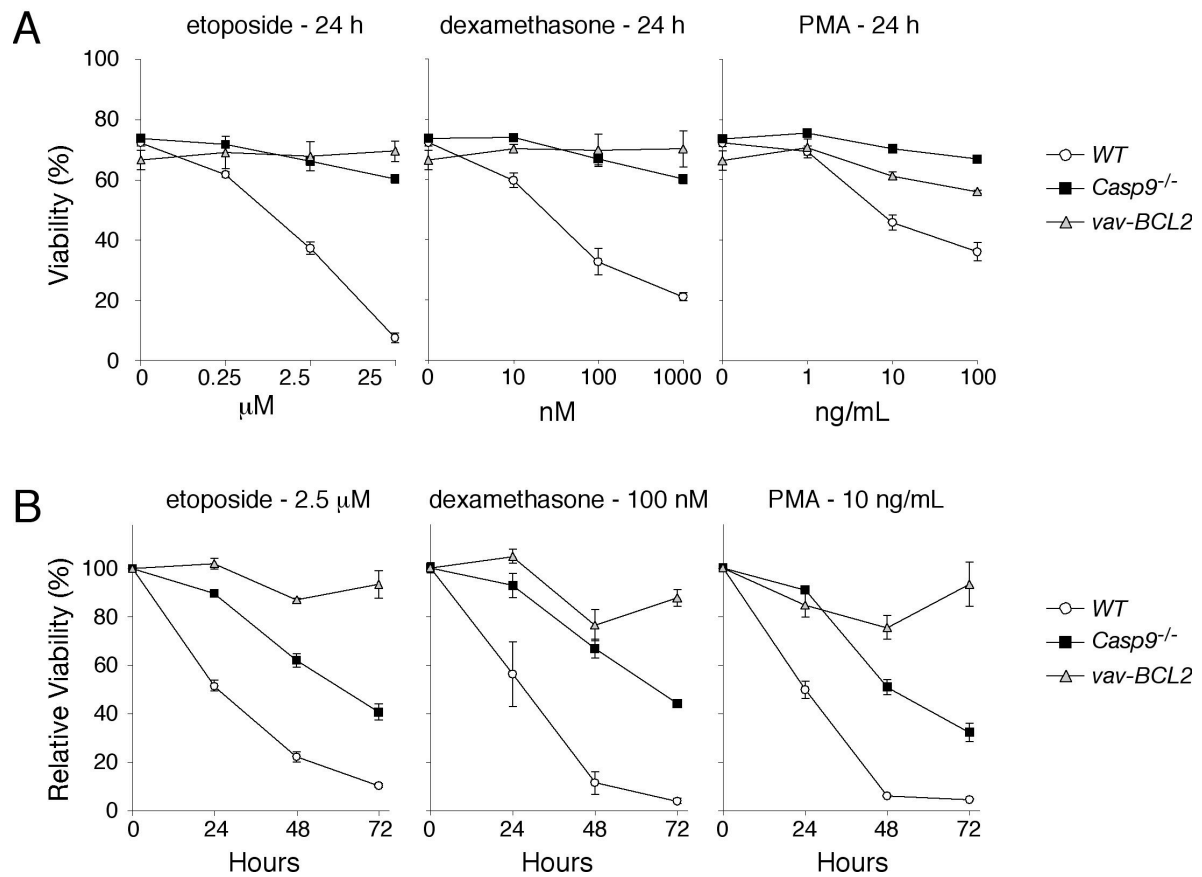 A
etoposide - 24 h
dexamethasone - 24 h
PMA - 24 h
Viability (%)
100
80
60
40
20
0
0 0.25 2.5 25
μM
0 10 100 1000
nM
0 1 10 100
ng/mL
WT
Casp9-/-
vav-BCL2
B
etoposide - 2.5 μM
dexamethasone - 100 nM
PMA - 10 ng/mL
Relative Viability (%)
100
80
60
40
20
0
0 24 48 72
Hours
0 24 48 72
Hours
0 24 48 72
Hours
WT
Casp9-/-
vav-BCL2